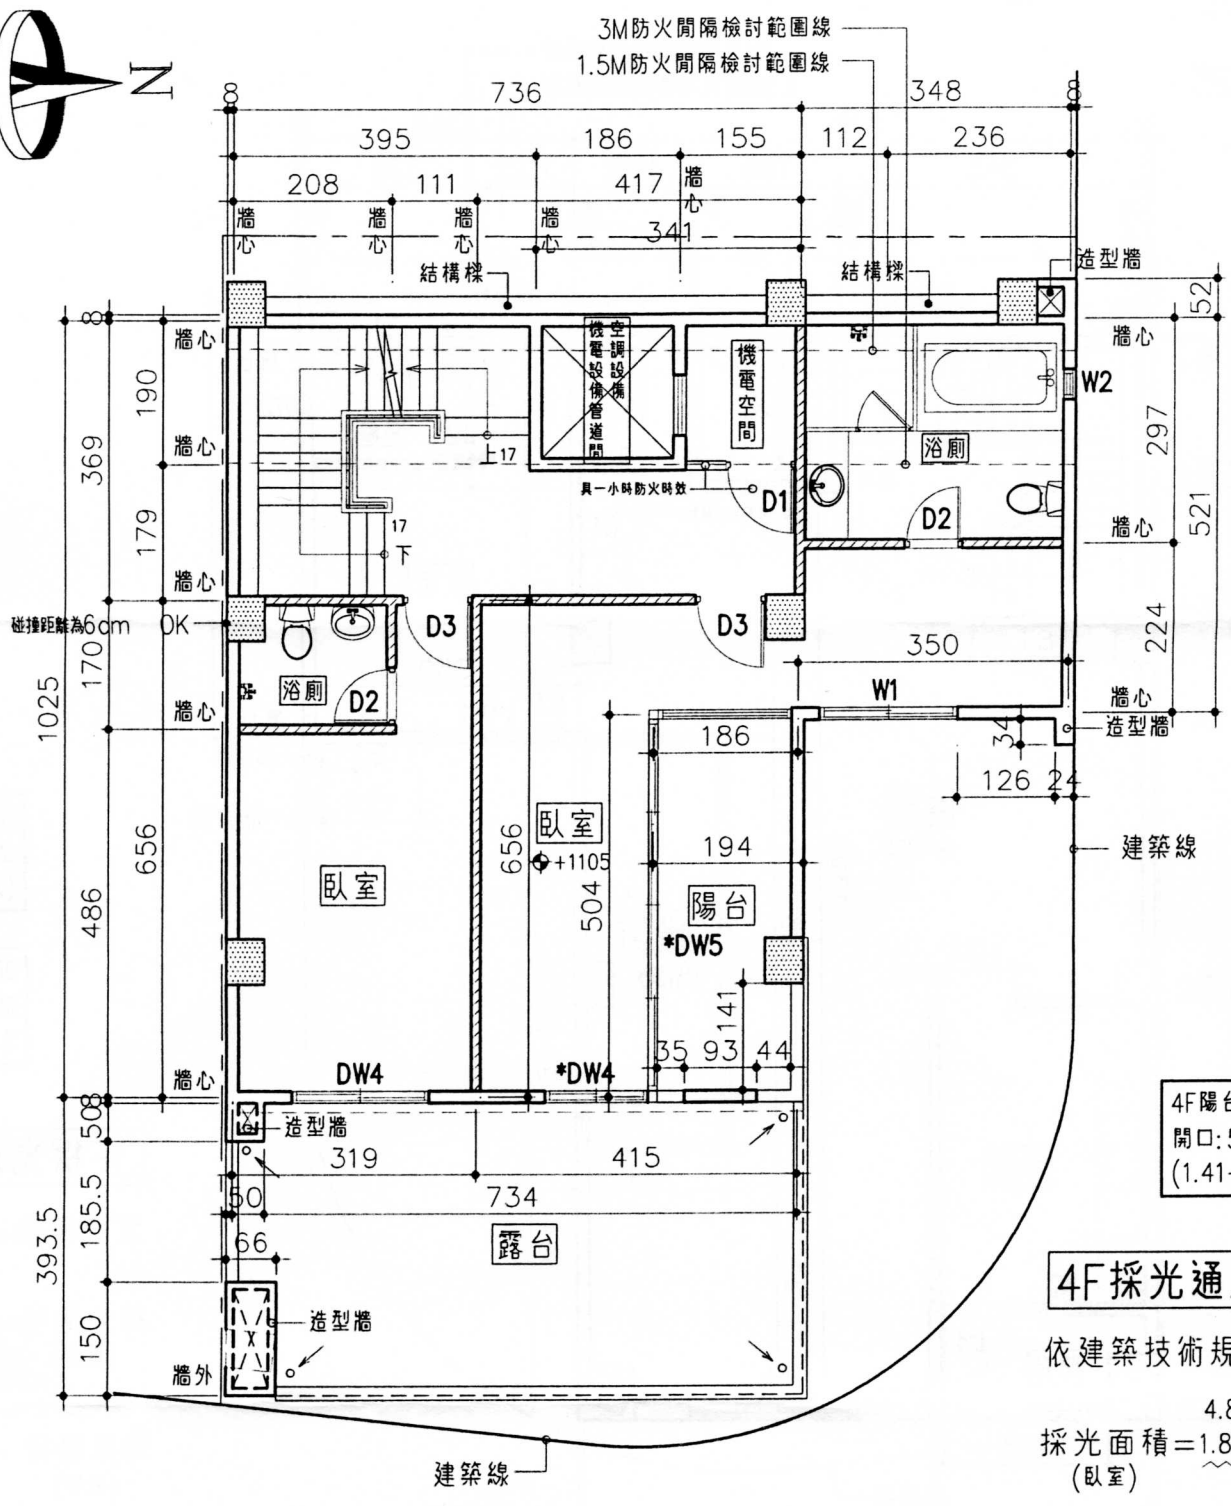 N
3M防火間隔檢討範圍線
1.5M防火間隔檢討範圍線
8
736
348
8
395
186
155
112
236
208
111
417
牆心
牆心
牆心
牆心
牆心
341
結構樑
結構樑
造型牆
52
8
牆心
190
369
牆心
179
牆心
1025
碰撞距離為6cm OK
170
牆心
656
486
牆心
50
8
185.5
393.5
150
牆外
空調設備
機電設備管道間
機電空間
上17
具一小時防火時效
17
下
D1
W2
浴廁
D2
牆心
297
521
牆心
224
牆心
造型牆
D3
D3
浴廁
D2
350
W1
34
186
126
24
建築線
臥室
臥室
+1105
656
504
194
陽台
*DW5
141
35
93
44
DW4
*DW4
造型牆
319
415
50
734
66
露台
造型牆
建築線
4F陽台
開口:
(1.41
4F採光通
依建築技術規
4.8
採光面積=1.8
(臥室)